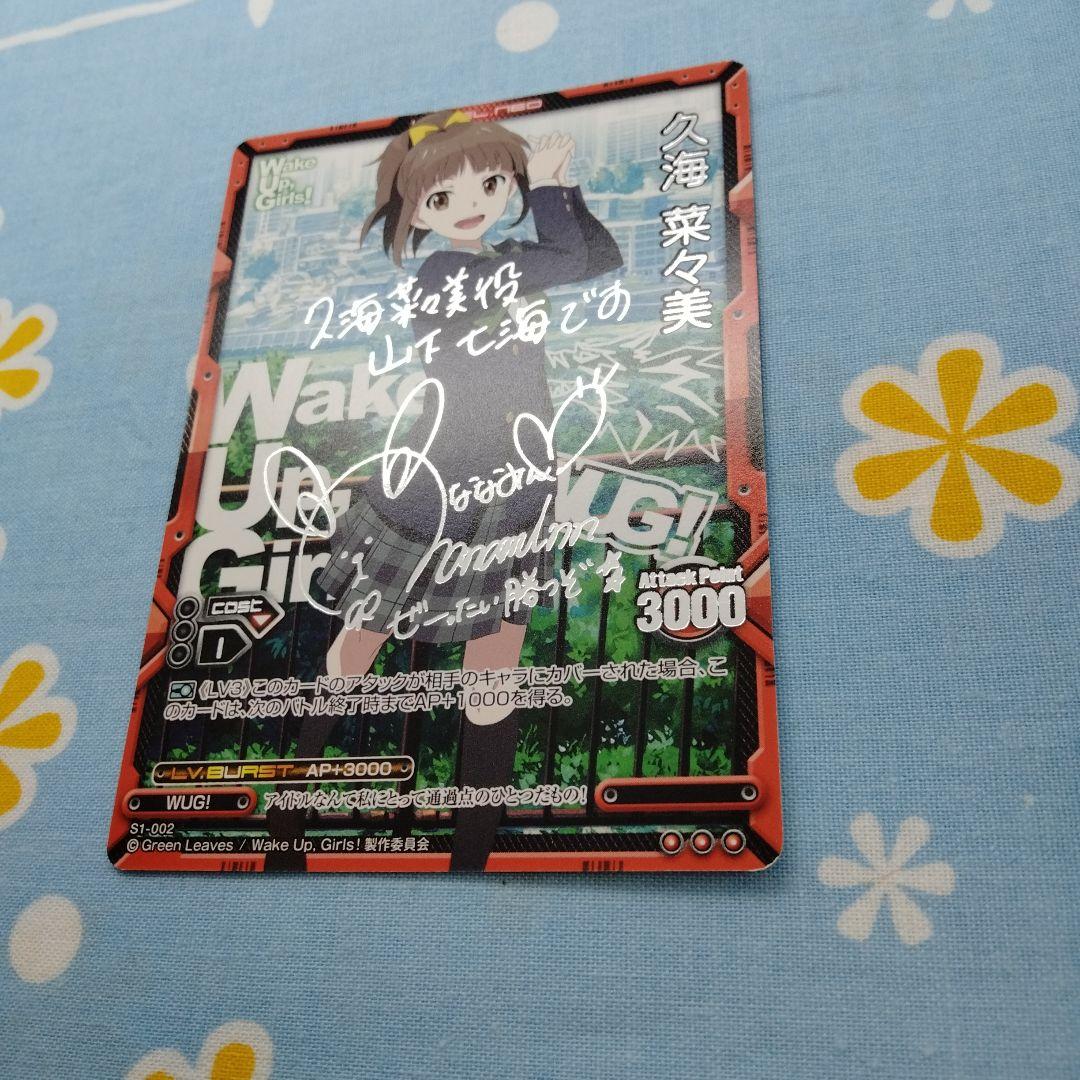 久海 菜々美
Wake
Up,
Girls!
久海菜々美役
山下七海です
Wake
Up,
Gir
ななみん
WUG!
ぜーったい勝つぞ
Attack Point
3000
COST
1
《LV3》このカードのアタックが相手のキャラにカバーされた場合、こ
のカードは、次のバトル終了時までAP+1000を得る。
LV.BURST AP+3000
WUG! アイドルなんて私にとって通過点のひとつだもの!
S1-002
© Green Leaves / Wake Up, Girls! 製作委員会